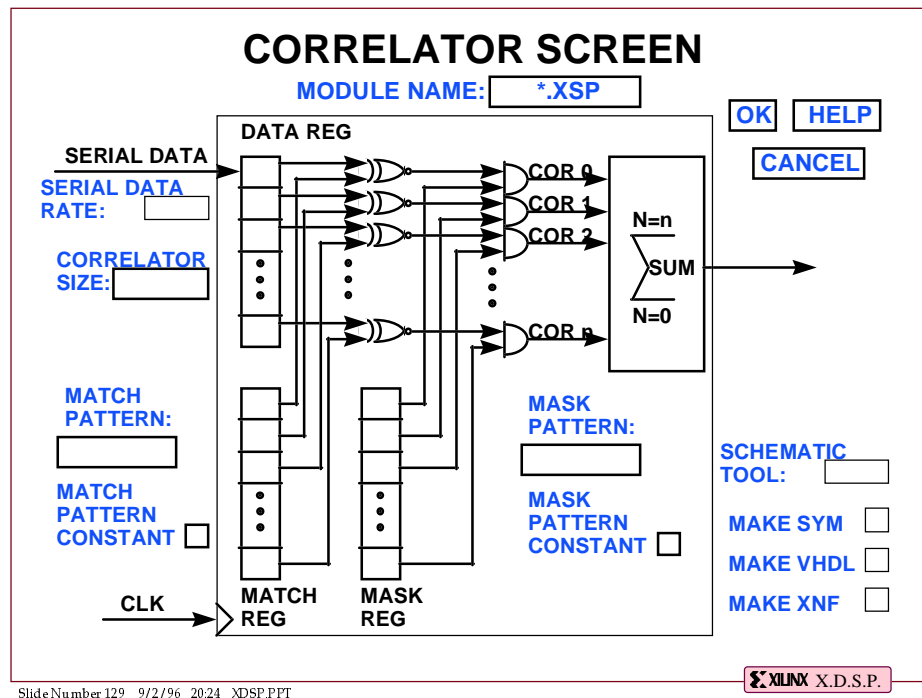 CORRELATOR SCREEN
MODULE NAME: *.XSP
OK HELP
CANCEL
DATA REG
SERIAL DATA
SERIAL DATA
RATE:
CORRELATOR
SIZE:
COR 0
COR 1
COR 2
COR n
N=n
SUM
N=0
MATCH
PATTERN:
MATCH
PATTERN
CONSTANT
MASK
PATTERN:
MASK
PATTERN
CONSTANT
SCHEMATIC
TOOL:
MAKE SYM
MAKE VHDL
MAKE XNF
CLK
MATCH
REG
MASK
REG
XILINX X.D.S.P.
Slide Number 129 9/2/96 20:24 XDSP.PPT